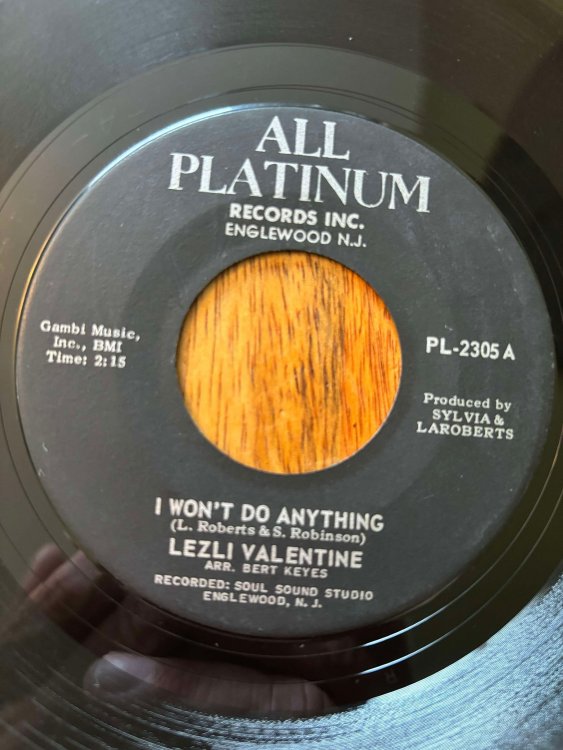 ALL
PLATINUM
RECORDS INC.
ENGLEWOOD N.J.
Gambi Music,
Inc., BMI
Time: 2:15
PL-2305 A
Produced by
SYLVIA &
LAROBERTS
I WON'T DO ANYTHING
(L. Roberts & S. Robinson)
LEZLI VALENTINE
ARR. BERT KEYES
RECORDED: SOUL SOUND STUDIO
ENGLEWOOD, N. J.